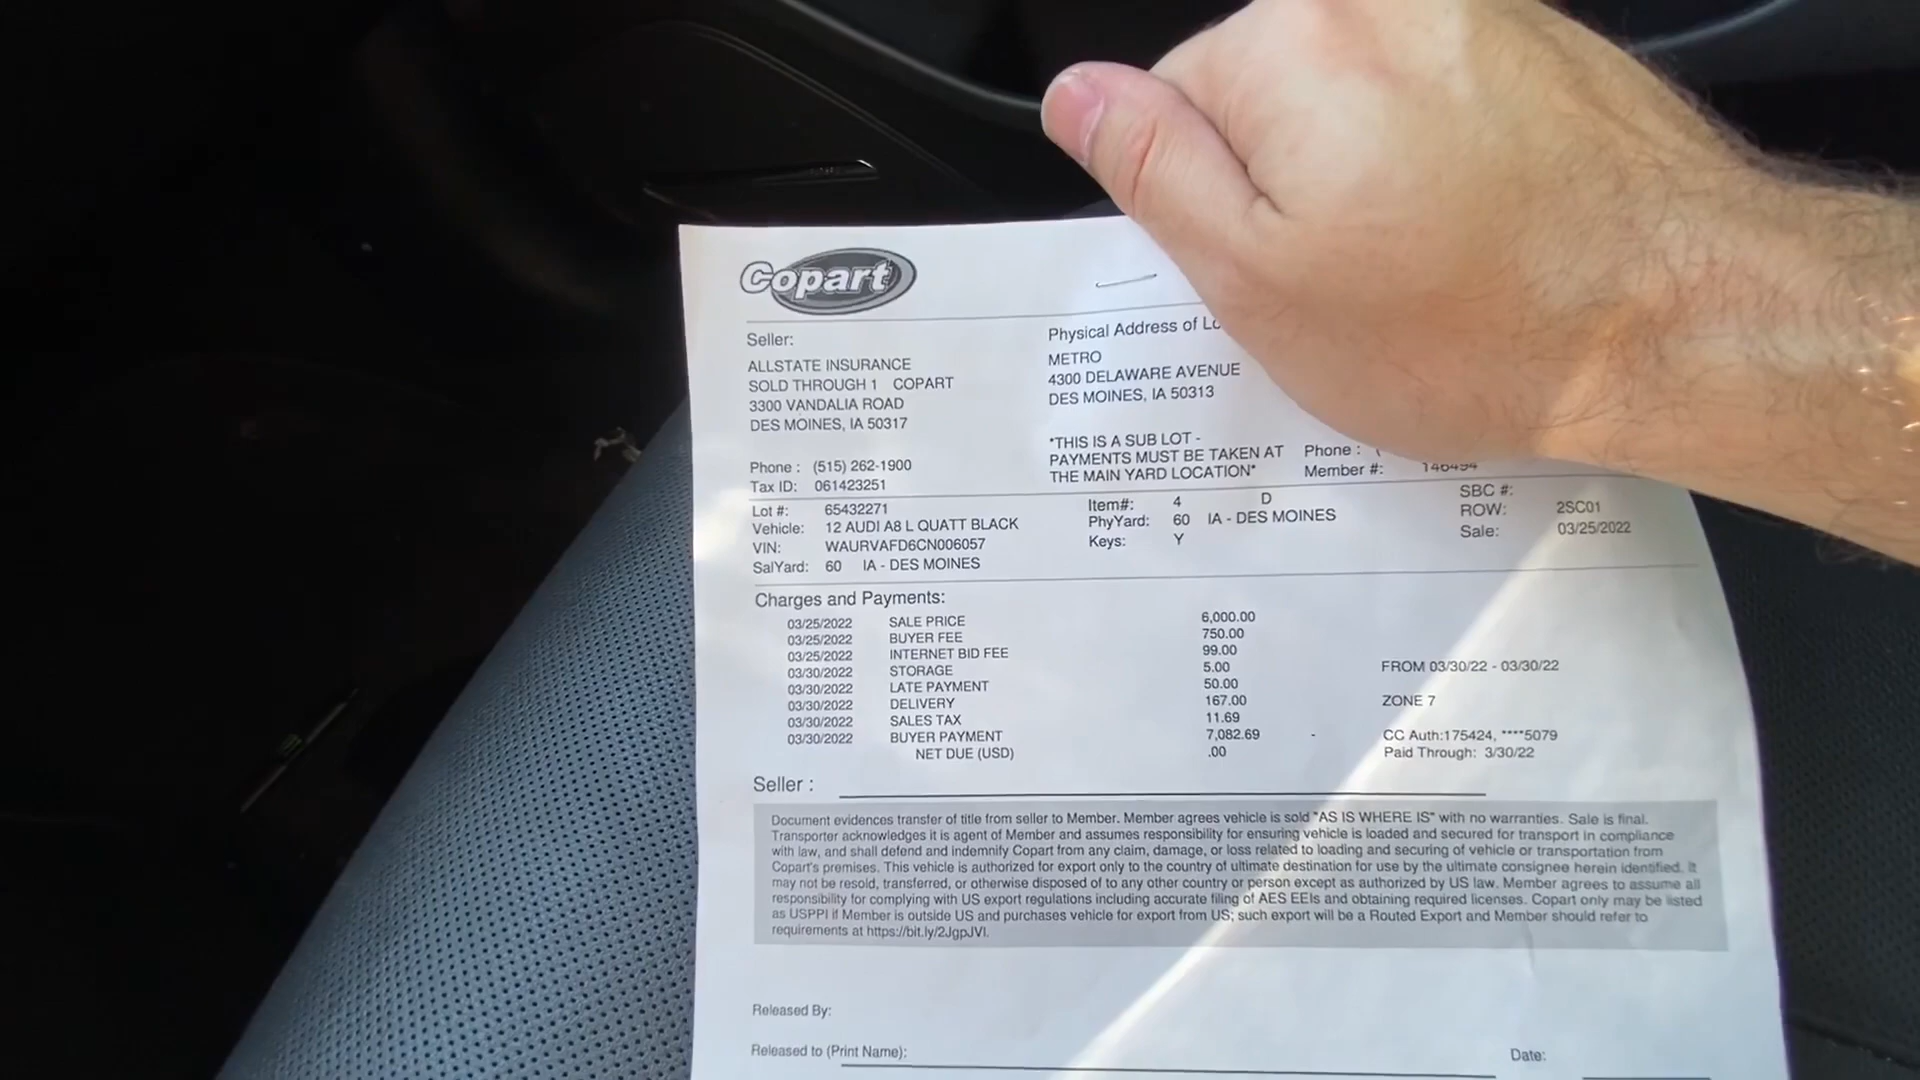 Copart
Seller:
ALLSTATE INSURANCE
SOLD THROUGH 1 COPART
3300 VANDALIA ROAD
DES MOINES, IA 50317
Phone : (515) 262-1900
Tax ID: 061423251
Physical Address of
METRO
4300 DELAWARE AVENUE
DES MOINES, IA 50313
*THIS IS A SUB LOT -
PAYMENTS MUST BE TAKEN AT
THE MAIN YARD LOCATION*
Phone : (
Member #:
Lot #: 65432271
Vehicle: 12 AUDI A8 L QUATT BLACK
VIN: WAURVAFD6CN006057
SalYard: 60 IA - DES MOINES
Item#: 4 D
PhyYard: 60 IA - DES MOINES
Keys: Y
SBC #:
ROW: 2SC01
Sale: 03/25/2022
Charges and Payments:
03/25/2022 SALE PRICE 6,000.00
03/25/2022 BUYER FEE 750.00
03/25/2022 INTERNET BID FEE 99.00
03/30/2022 STORAGE 5.00 FROM 03/30/22 - 03/30/22
03/30/2022 LATE PAYMENT 50.00
03/30/2022 DELIVERY 167.00 ZONE 7
03/30/2022 SALES TAX 11.69
03/30/2022 BUYER PAYMENT 7,082.69 - CC Auth:175424, ****5079
NET DUE (USD) .00 Paid Through: 3/30/22
Seller :
Document evidences transfer of title from seller to Member. Member agrees vehicle is sold "AS IS WHERE IS" with no warranties. Sale is final.
Transporter acknowledges it is agent of Member and assumes responsibility for ensuring vehicle is loaded and secured for transport in compliance
with law, and shall defend and indemnify Copart from any claim, damage, or loss related to loading and securing of vehicle or transportation from
Copart's premises. This vehicle is authorized for export only to the country of ultimate destination for use by the ultimate consignee herein identified. It
may not be resold, transferred, or otherwise disposed of to any other country or person except as authorized by US law. Member agrees to assume all
responsibility for complying with US export regulations including accurate filing of AES EEIs and obtaining required licenses. Copart only may be listed
as USPPI if Member is outside US and purchases vehicle for export from US; such export will be a Routed Export and Member should refer to
requirements at https://bit.ly/2JgpJVl.
Released By:
Released to (Print Name):
Date: